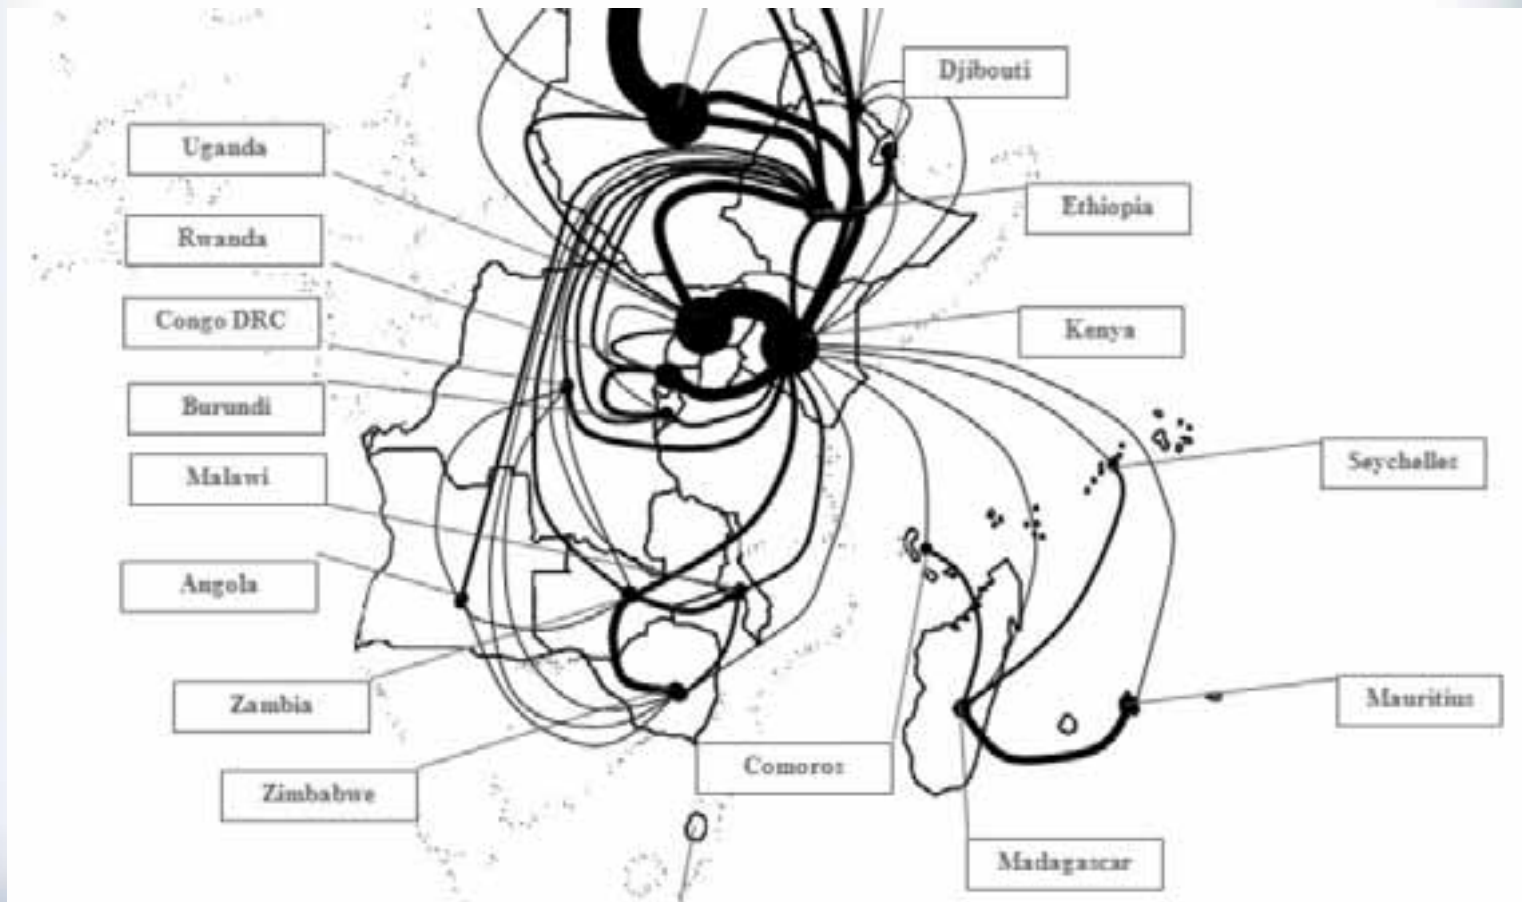 Djibouti
Uganda
Ethiopia
Rwanda
Congo DRC
Kenya
Burundi
Malawi
Seychelles
Angola
Zambia
Mauritius
Comoros
Zimbabwe
Madagascar